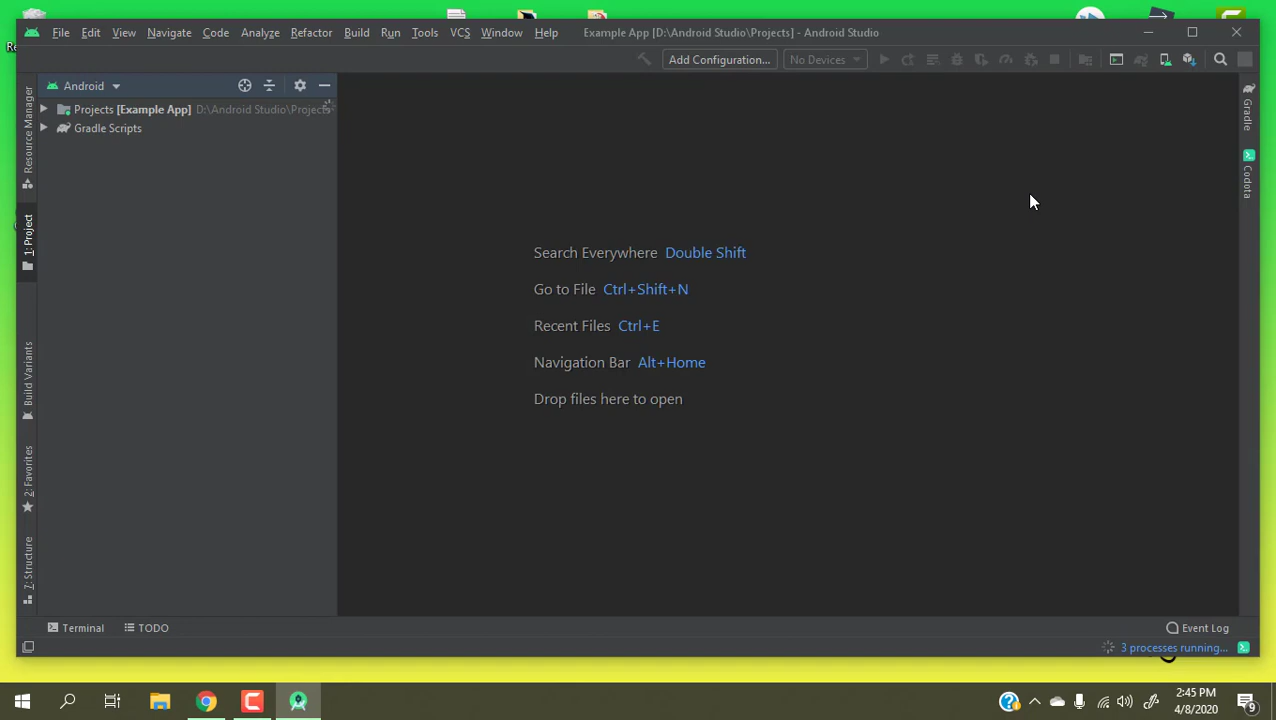 Re
File Edit View Navigate Code Analyze Refactor Build Run Tools VCS Window Help Example App [D:\Android Studio\Projects] - Android Studio
Add Configuration... No Devices
Android
Projects [Example App] D:\Android Studio\Projects
Gradle Scripts
Resource Manager
1: Project
Build Variants
2: Favorites
7: Structure
Search Everywhere Double Shift
Go to File Ctrl+Shift+N
Recent Files Ctrl+E
Navigation Bar Alt+Home
Drop files here to open
Gradle
Codota
Terminal TODO Event Log
3 processes running...
2:45 PM
4/8/2020
9